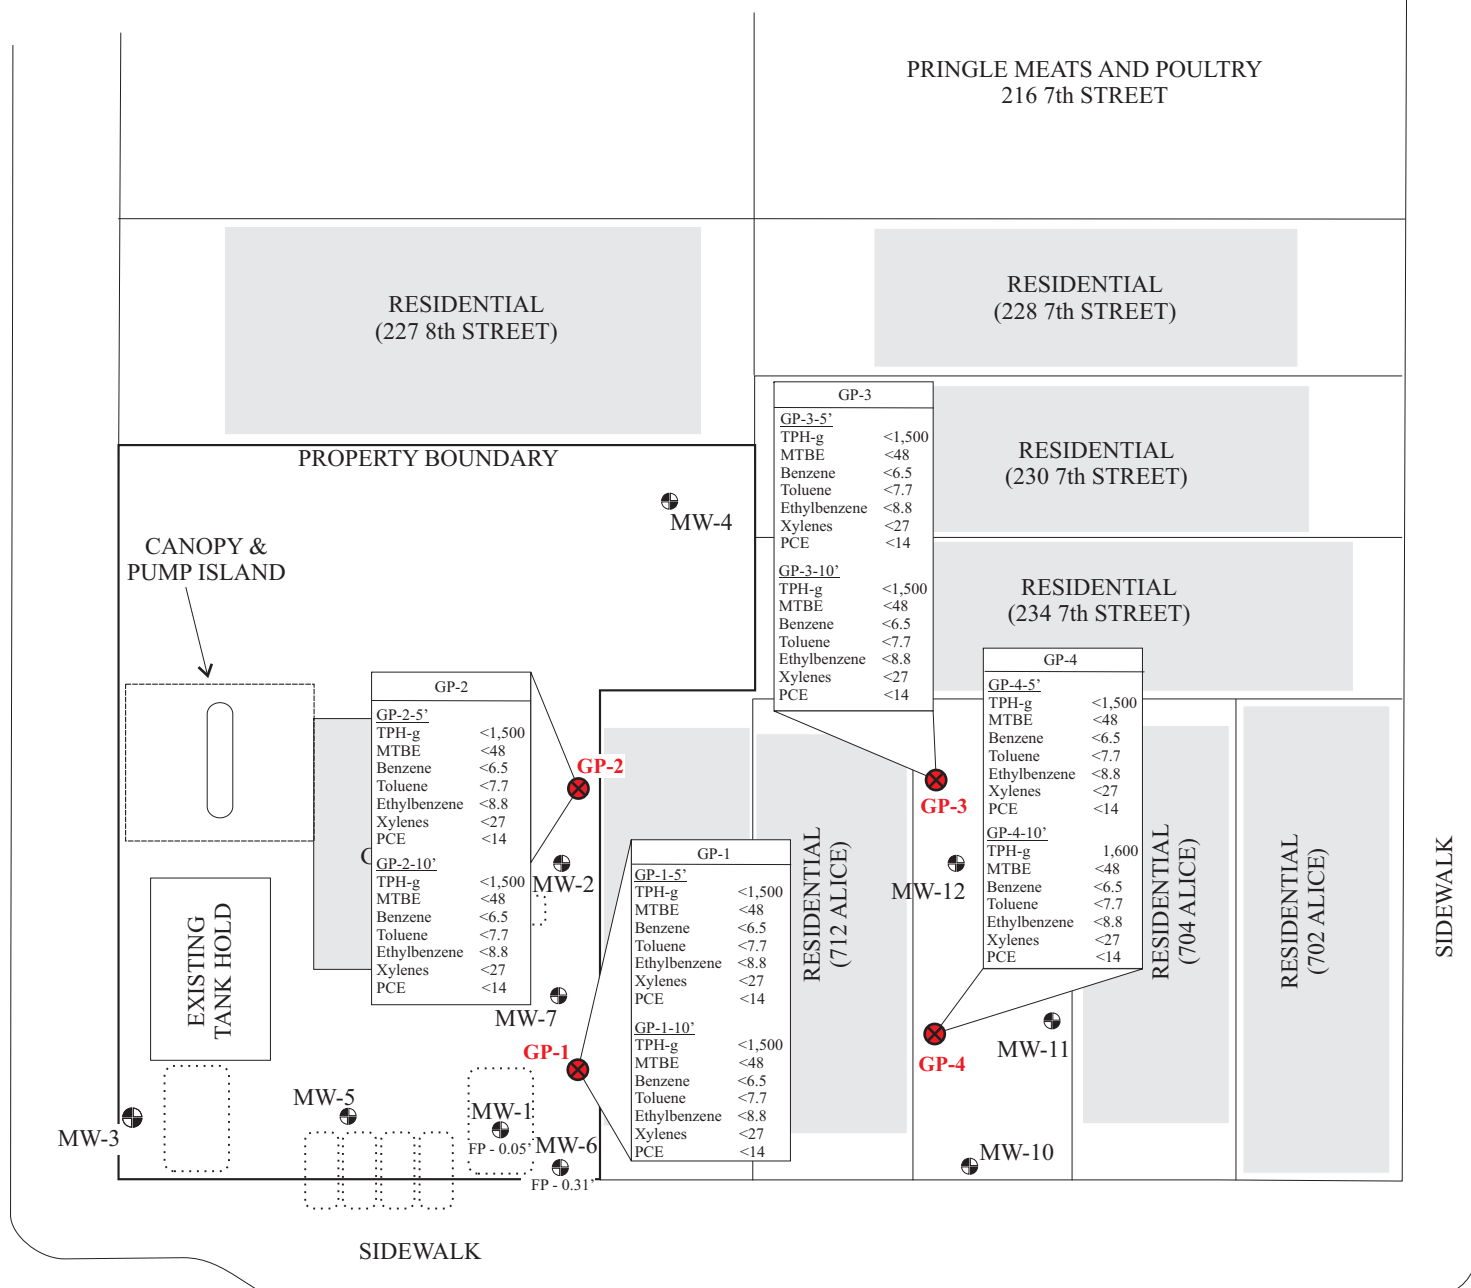 PRINGLE MEATS AND POULTRY
216 7th STREET
RESIDENTIAL
(227 8th STREET)
RESIDENTIAL
(228 7th STREET)
PROPERTY BOUNDARY
RESIDENTIAL
(230 7th STREET)
RESIDENTIAL
(234 7th STREET)
MW-4
CANOPY &
PUMP ISLAND
GP-3
GP-3-5'
TPH-g <1,500
MTBE <48
Benzene <6.5
Toluene <7.7
Ethylbenzene <8.8
Xylenes <27
PCE <14
GP-3-10'
TPH-g <1,500
MTBE <48
Benzene <6.5
Toluene <7.7
Ethylbenzene <8.8
Xylenes <27
PCE <14
GP-3
GP-4
GP-4-5'
TPH-g <1,500
MTBE <48
Benzene <6.5
Toluene <7.7
Ethylbenzene <8.8
Xylenes <27
PCE <14
GP-4-10'
TPH-g 1,600
MTBE <48
Benzene <6.5
Toluene <7.7
Ethylbenzene <8.8
Xylenes <27
PCE <14
GP-4
GP-2
GP-2-5'
TPH-g <1,500
MTBE <48
Benzene <6.5
Toluene <7.7
Ethylbenzene <8.8
Xylenes <27
PCE <14
GP-2-10'
TPH-g <1,500
MTBE <48
Benzene <6.5
Toluene <7.7
Ethylbenzene <8.8
Xylenes <27
PCE <14
GP-2
GP-1
GP-1-5'
TPH-g <1,500
MTBE <48
Benzene <6.5
Toluene <7.7
Ethylbenzene <8.8
Xylenes <27
PCE <14
GP-1-10'
TPH-g <1,500
MTBE <48
Benzene <6.5
Toluene <7.7
Ethylbenzene <8.8
Xylenes <27
PCE <14
GP-1
MW-2
MW-12
MW-7
MW-11
MW-5
MW-1
FP - 0.05'
MW-3
MW-6
FP - 0.31'
MW-10
EXISTING
TANK HOLD
RESIDENTIAL
(712 ALICE)
RESIDENTIAL
(704 ALICE)
RESIDENTIAL
(702 ALICE)
SIDEWALK
SIDEWALK